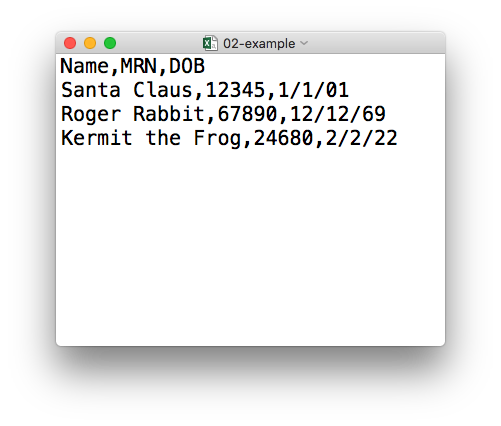 02-example
Name,MRN,DOB
Santa Claus,12345,1/1/01
Roger Rabbit,67890,12/12/69
Kermit the Frog,24680,2/2/22